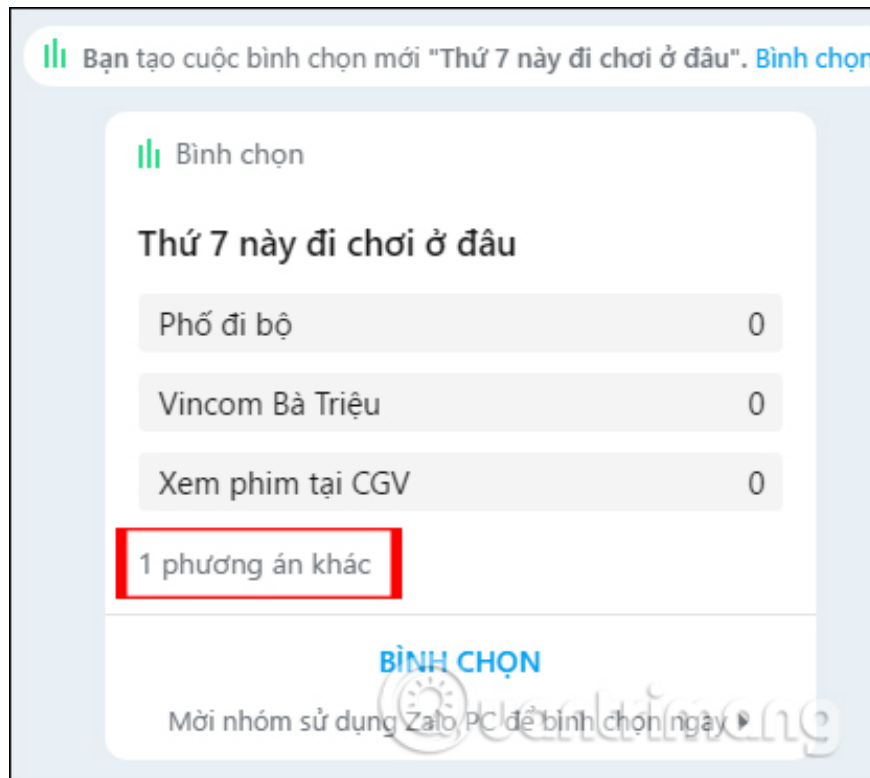 Bạn tạo cuộc bình chọn mới "Thứ 7 này đi chơi ở đâu". Bình chọn
Bình chọn
Thứ 7 này đi chơi ở đâu
Phố đi bộ 0
Vincom Bà Triệu 0
Xem phim tại CGV 0
1 phương án khác
BÌNH CHỌN
Mời nhóm sử dụng Zalo PC để bình chọn ngay
Quantrimang